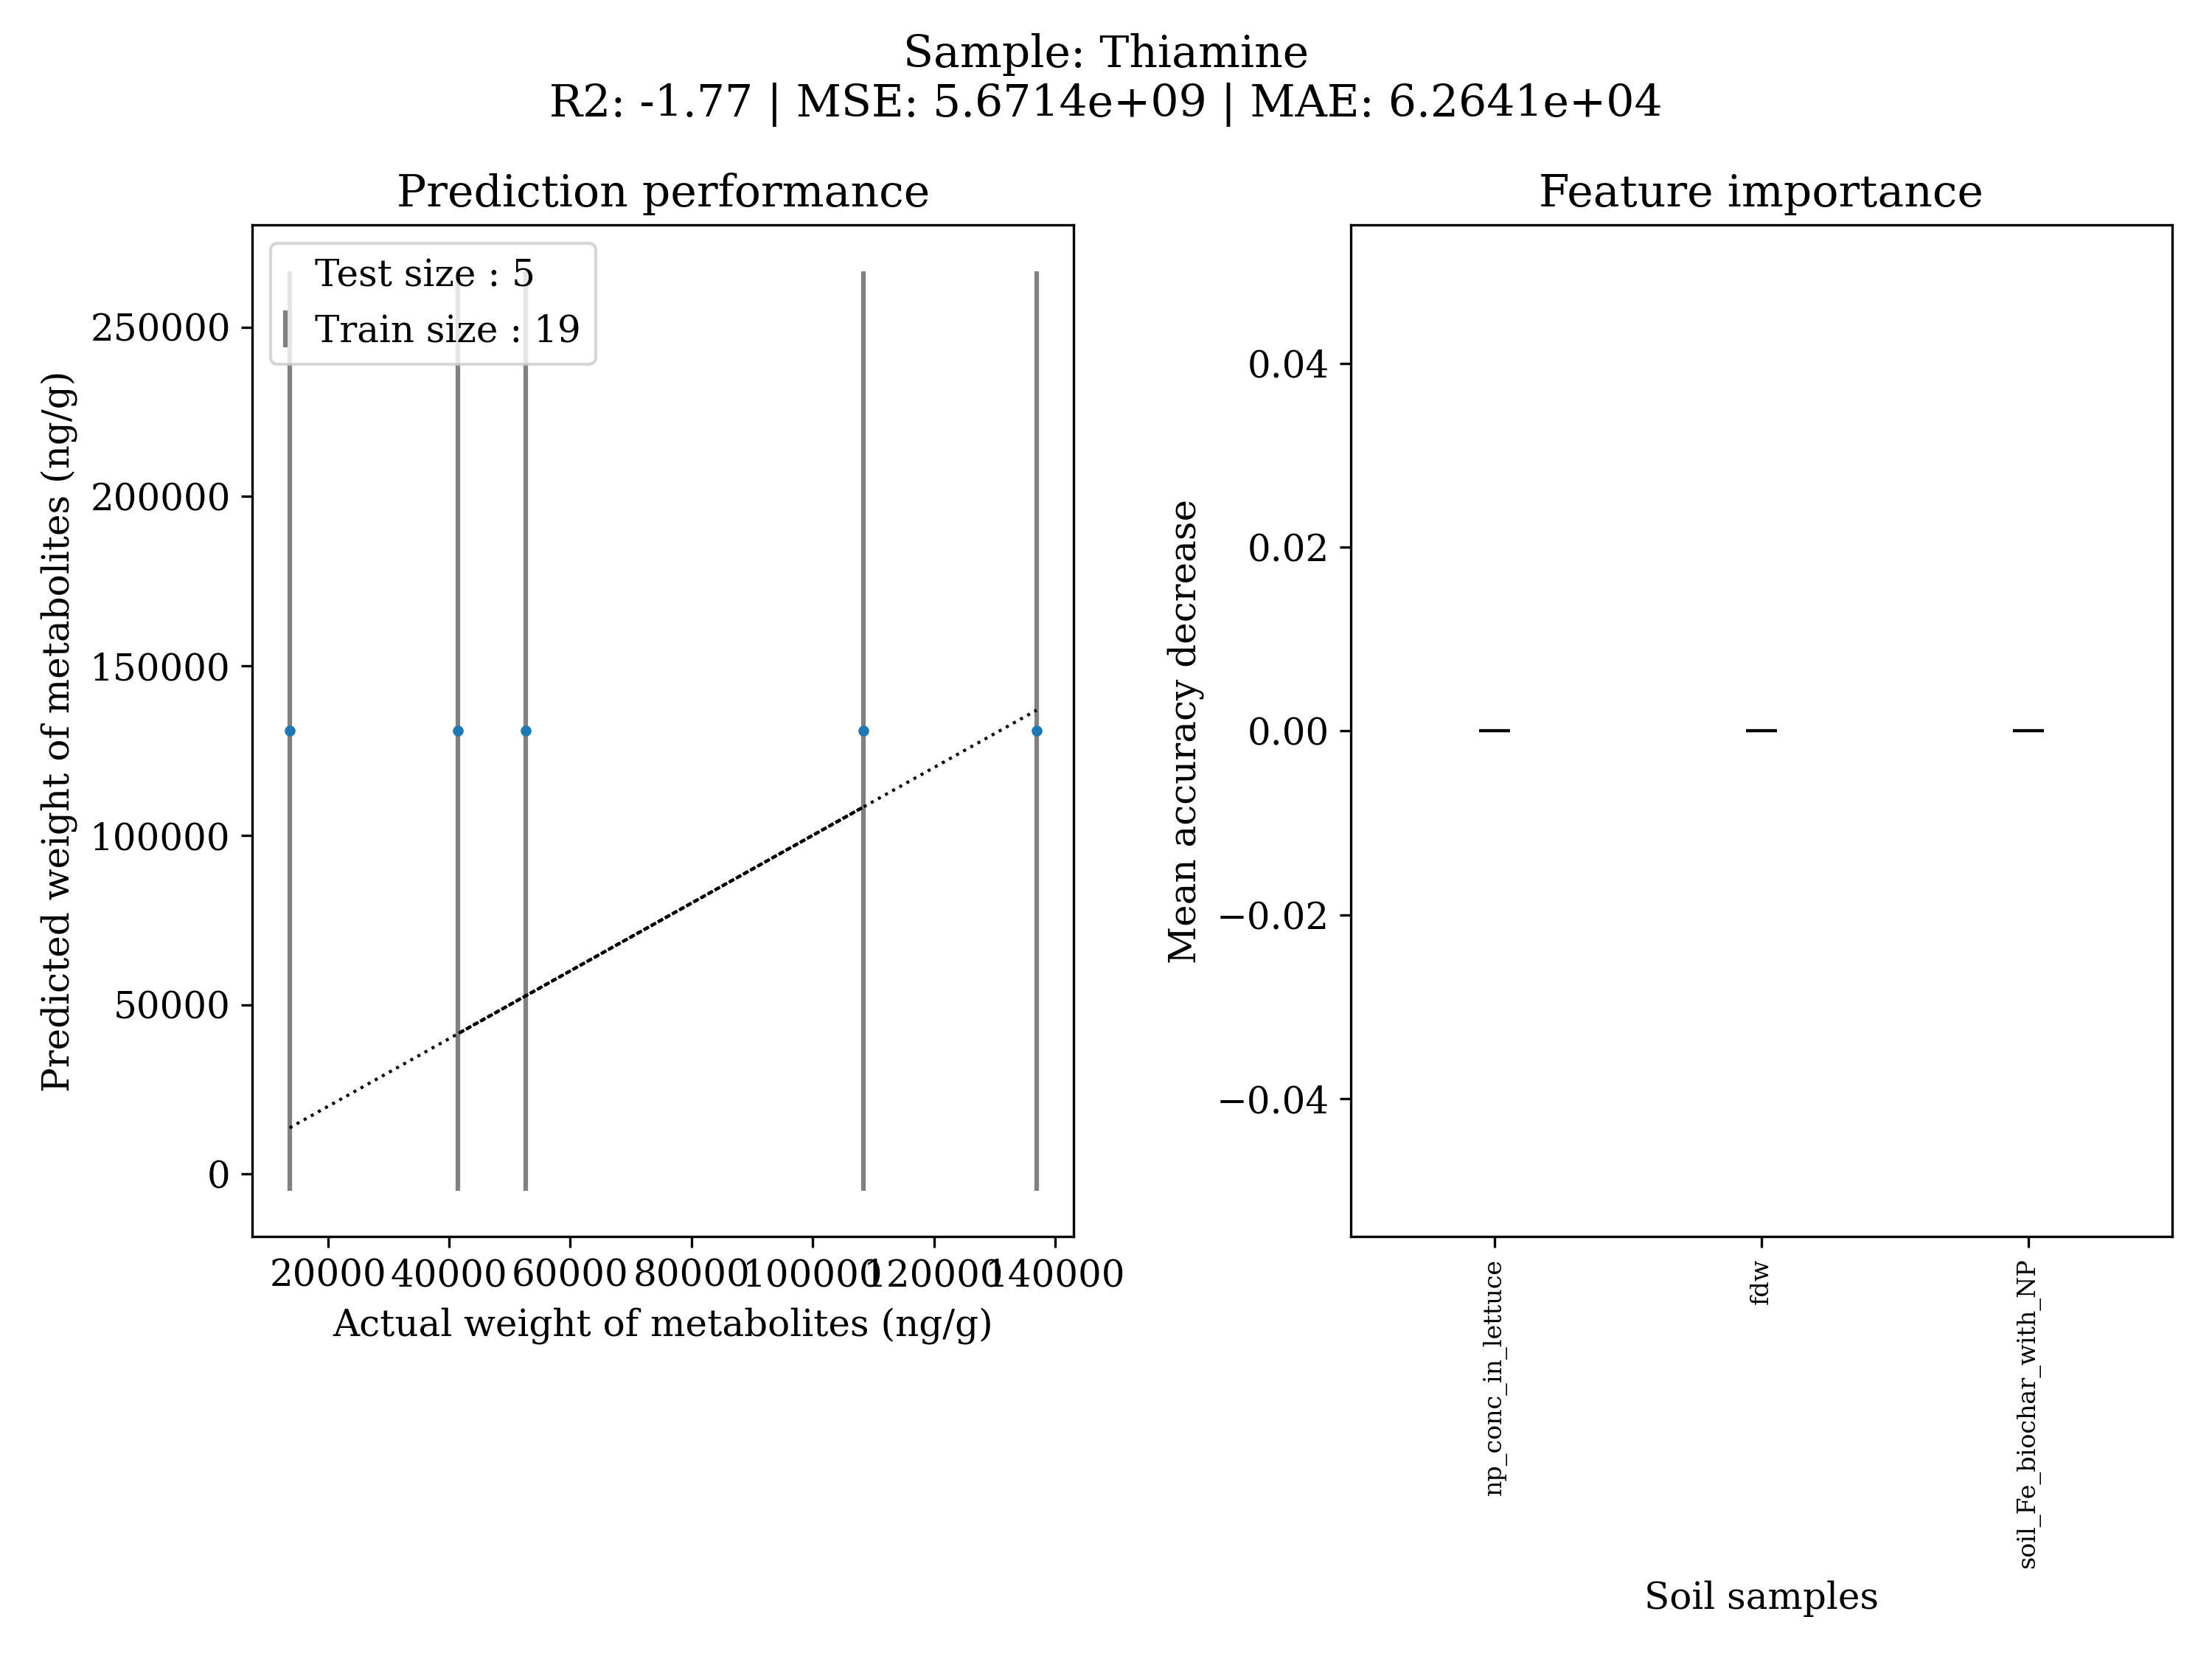 Sample: Thiamine
R2: -1.77 | MSE: 5.6714e+09 | MAE: 6.2641e+04
Prediction performance
Test size : 5
Train size : 19
250000
200000
150000
100000
50000
0
Predicted weight of metabolites (ng/g)
20000 40000 60000 80000 100000 120000 140000
Actual weight of metabolites (ng/g)
Feature importance
0.04
0.02
0.00
−0.02
−0.04
Mean accuracy decrease
np_conc_in_lettuce
fdw
soil_Fe_biochar_with_NP
Soil samples